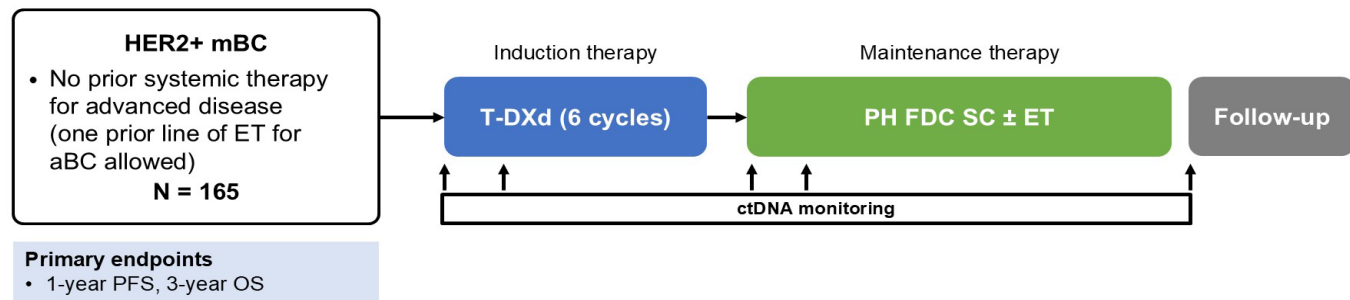 HER2+ mBC
• No prior systemic therapy
for advanced disease
(one prior line of ET for
aBC allowed)
N = 165
Induction therapy
T-DXd (6 cycles)
Maintenance therapy
PH FDC SC ± ET
Follow-up
ctDNA monitoring
Primary endpoints
• 1-year PFS, 3-year OS